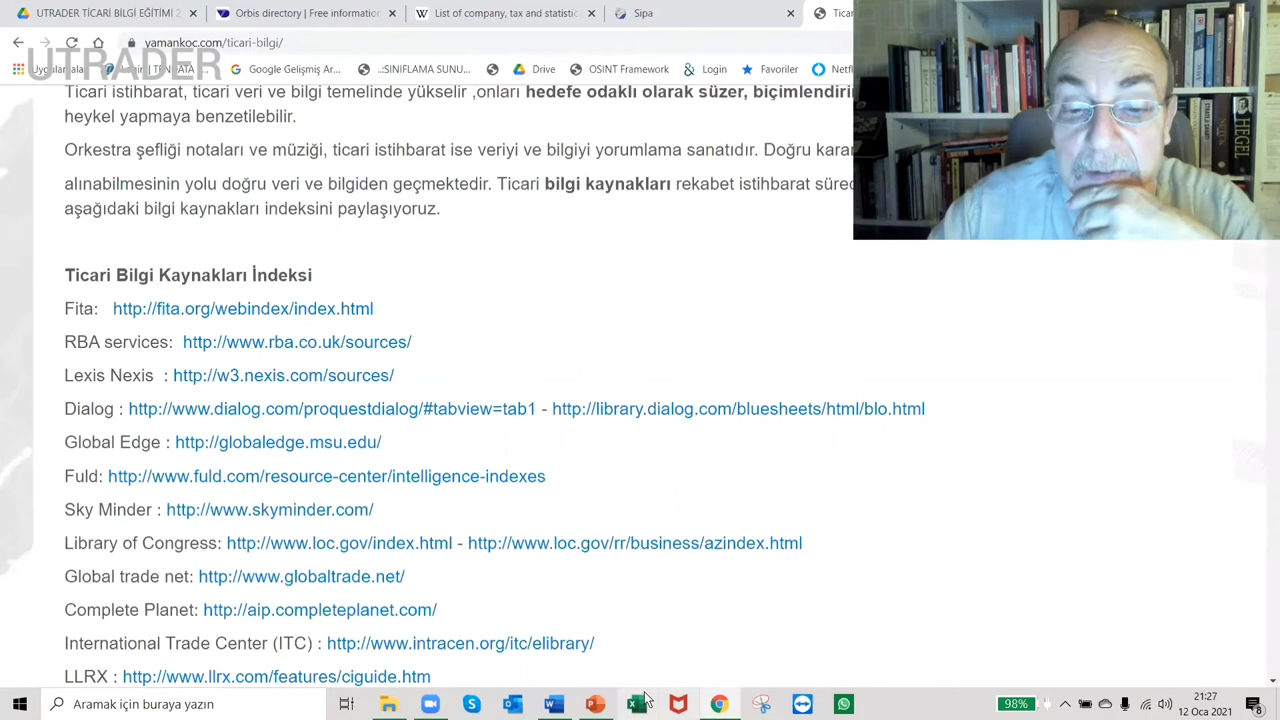 UTRADER TİCARİ BİLGİ EĞİTİMİ 2
Orbis directory | Free information
List of company, tax and statistic
Sipa
Ticar
yamankoc.com/ticari-bilgi/
UTRADER
Uygulamalar
Google Gelişmiş Ar...
..:SINIFLAMA SUNU...
Drive
OSINT Framework
Login
Favoriler
Netfl
Ticari istihbarat, ticari veri ve bilgi temelinde yükselir ,onları hedefe odaklı olarak süzer, biçimlendirir
heykel yapmaya benzetilebilir.
Orkestra şefliği notaları ve müziği, ticari istihbarat ise veriyi ve bilgiyi yorumlama sanatıdır. Doğru karar
alınabilmesinin yolu doğru veri ve bilgiden geçmektedir. Ticari bilgi kaynakları rekabet istihbarat sürec
aşağıdaki bilgi kaynakları indeksini paylaşıyoruz.
Ticari Bilgi Kaynakları İndeksi
Fita: http://fita.org/webindex/index.html
RBA services: http://www.rba.co.uk/sources/
Lexis Nexis : http://w3.nexis.com/sources/
Dialog : http://www.dialog.com/proquestdialog/#tabview=tab1 - http://library.dialog.com/bluesheets/html/blo.html
Global Edge : http://globaledge.msu.edu/
Fuld: http://www.fuld.com/resource-center/intelligence-indexes
Sky Minder : http://www.skyminder.com/
Library of Congress: http://www.loc.gov/index.html - http://www.loc.gov/rr/business/azindex.html
Global trade net: http://www.globaltrade.net/
Complete Planet: http://aip.completeplanet.com/
International Trade Center (ITC) : http://www.intracen.org/itc/elibrary/
LLRX : http://www.llrx.com/features/ciguide.htm
HEGEL
Aramak için buraya yazın
98%
21:27
12 Oca 2021
8